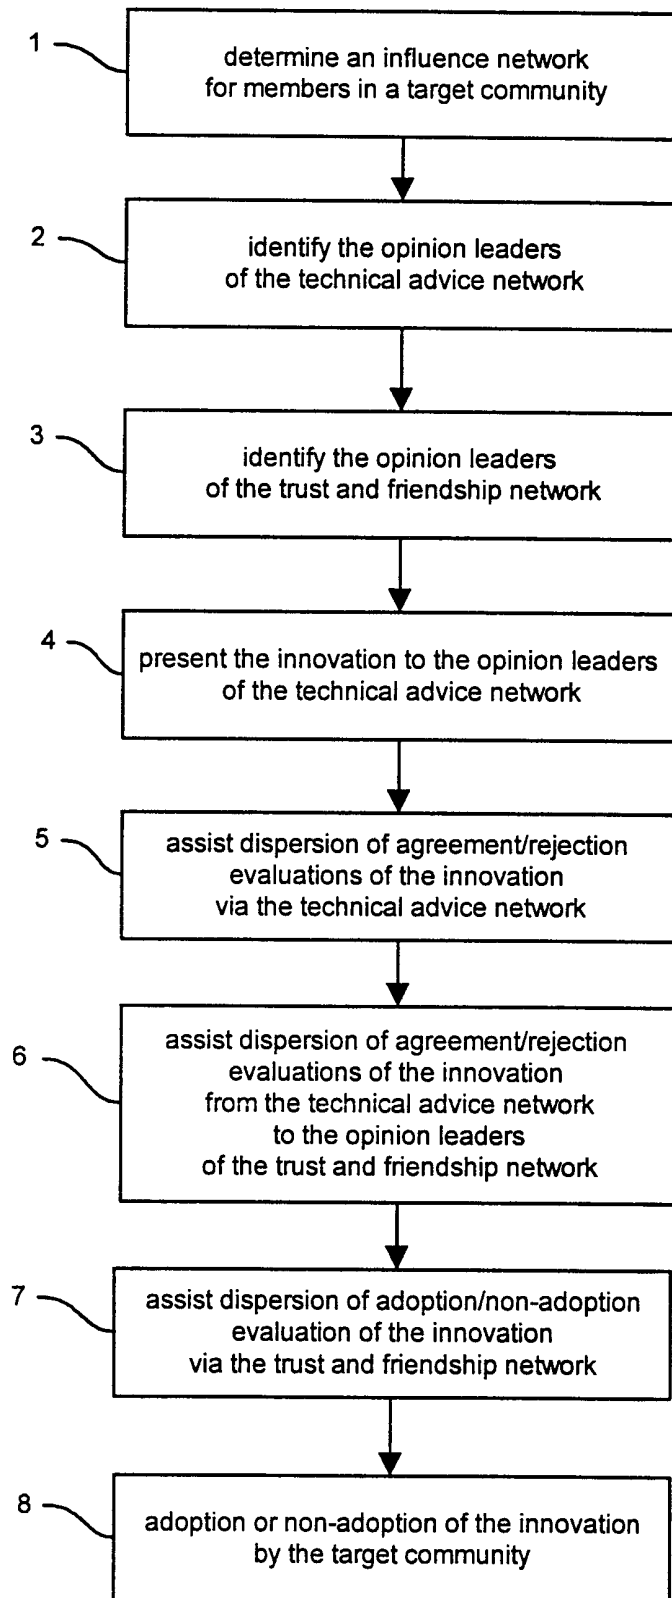 1
determine an influence network
for members in a target community
2
identify the opinion leaders
of the technical advice network
3
identify the opinion leaders
of the trust and friendship network
4
present the innovation to the opinion leaders
of the technical advice network
5
assist dispersion of agreement/rejection
evaluations of the innovation
via the technical advice network
6
assist dispersion of agreement/rejection
evaluations of the innovation
from the technical advice network
to the opinion leaders
of the trust and friendship network
7
assist dispersion of adoption/non-adoption
evaluation of the innovation
via the trust and friendship network
8
adoption or non-adoption of the innovation
by the target community